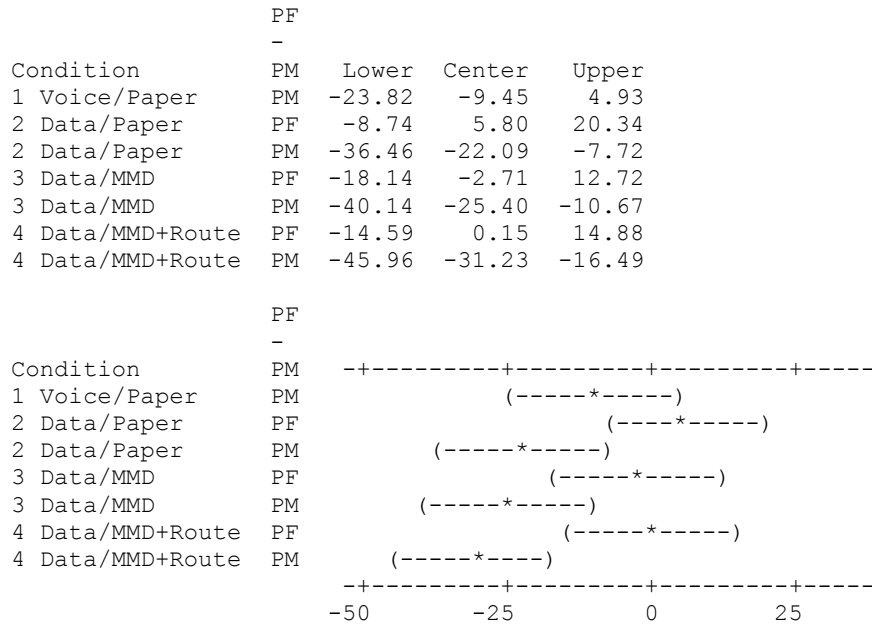 PF
                  -
Condition         PM   Lower  Center   Upper
1 Voice/Paper     PM  -23.82   -9.45    4.93
2 Data/Paper      PF   -8.74    5.80   20.34
2 Data/Paper      PM  -36.46  -22.09   -7.72
3 Data/MMD        PF  -18.14   -2.71   12.72
3 Data/MMD        PM  -40.14  -25.40  -10.67
4 Data/MMD+Route  PF  -14.59    0.15   14.88
4 Data/MMD+Route  PM  -45.96  -31.23  -16.49
                  PF
                  -
Condition         PM   -+---------+---------+---------+-----
1 Voice/Paper     PM              (-----*-----)
2 Data/Paper      PF                     (----*-----)
2 Data/Paper      PM         (-----*-----)
3 Data/MMD        PF                 (-----*-----)
3 Data/MMD        PM        (-----*-----)
4 Data/MMD+Route  PF                  (-----*-----)
4 Data/MMD+Route  PM      (-----*----)
                       -+---------+---------+---------+-----
                      -50       -25         0        25